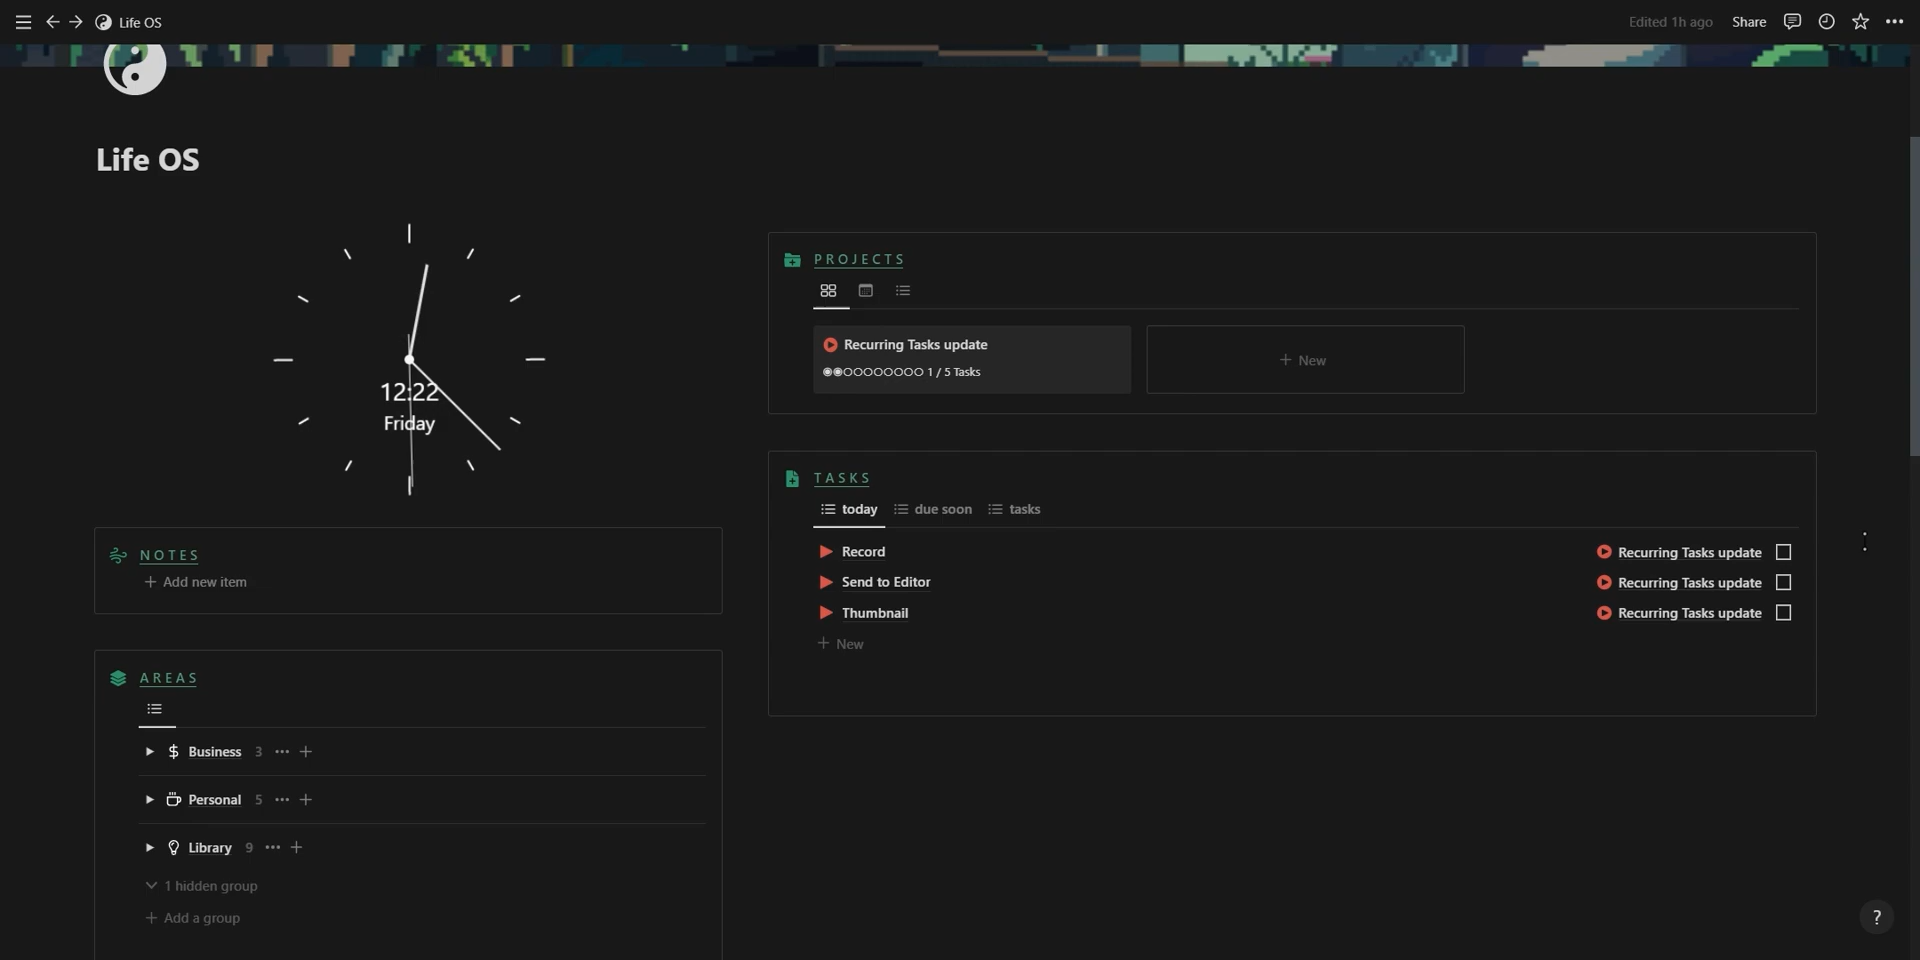 Life OS
Edited 1h ago
Share
Life OS
12:22
Friday
NOTES
+ Add new item
AREAS
Business 3
Personal 5
Library 9
1 hidden group
+ Add a group
PROJECTS
Recurring Tasks update
◉◉○○○○○○○○ 1 / 5 Tasks
+ New
TASKS
today due soon tasks
Record Recurring Tasks update
Send to Editor Recurring Tasks update
Thumbnail Recurring Tasks update
+ New
?